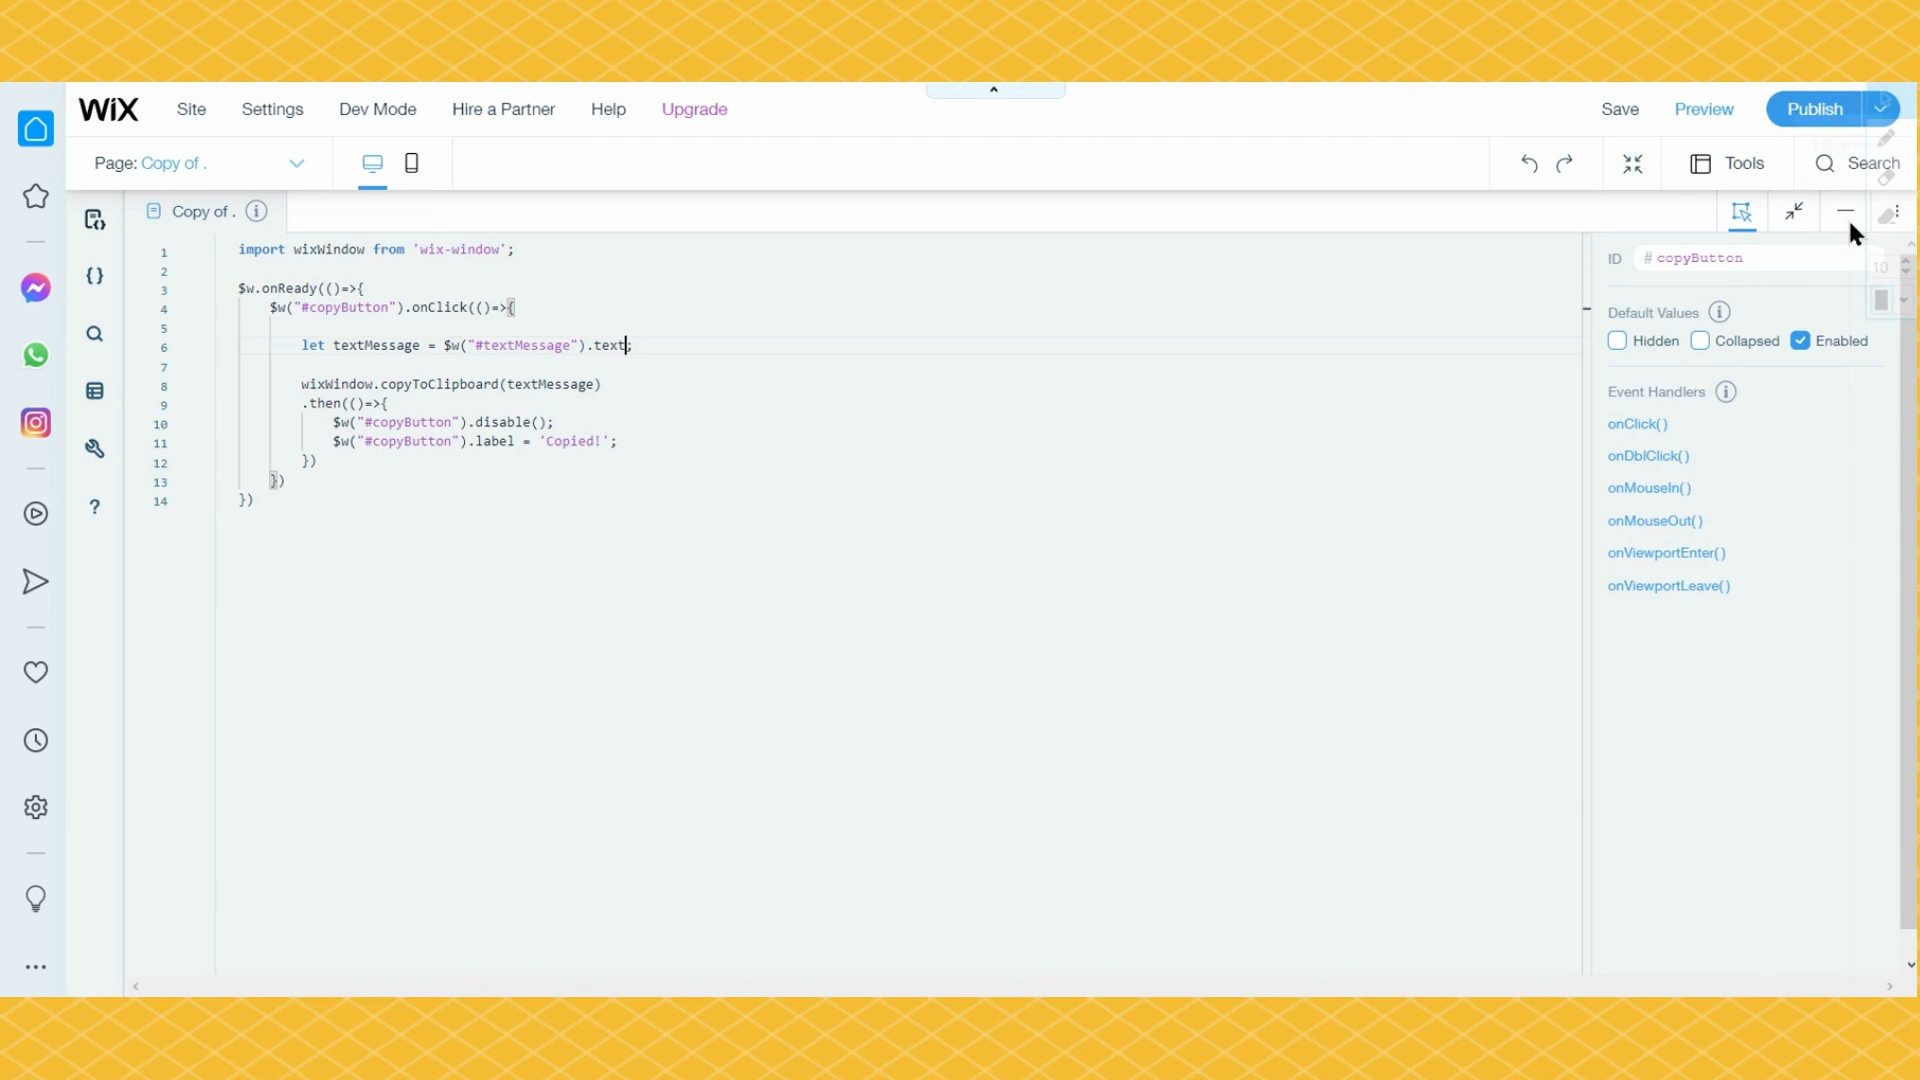 WiX Site Settings Dev Mode Hire a Partner Help Upgrade Save Preview Publish
Page: Copy of . Tools Search
Copy of .
1 import wixWindow from 'wix-window';
2
3 $w.onReady(()=>{
4 $w("#copyButton").onClick(()=>{
5
6 let textMessage = $w("#textMessage").text;
7
8 wixWindow.copyToClipboard(textMessage)
9 .then(()=>{
10 $w("#copyButton").disable();
11 $w("#copyButton").label = 'Copied!';
12 })
13 })
14 })
ID # copyButton
10
Default Values
Hidden Collapsed Enabled
Event Handlers
onClick()
onDblClick()
onMouseIn()
onMouseOut()
onViewportEnter()
onViewportLeave()